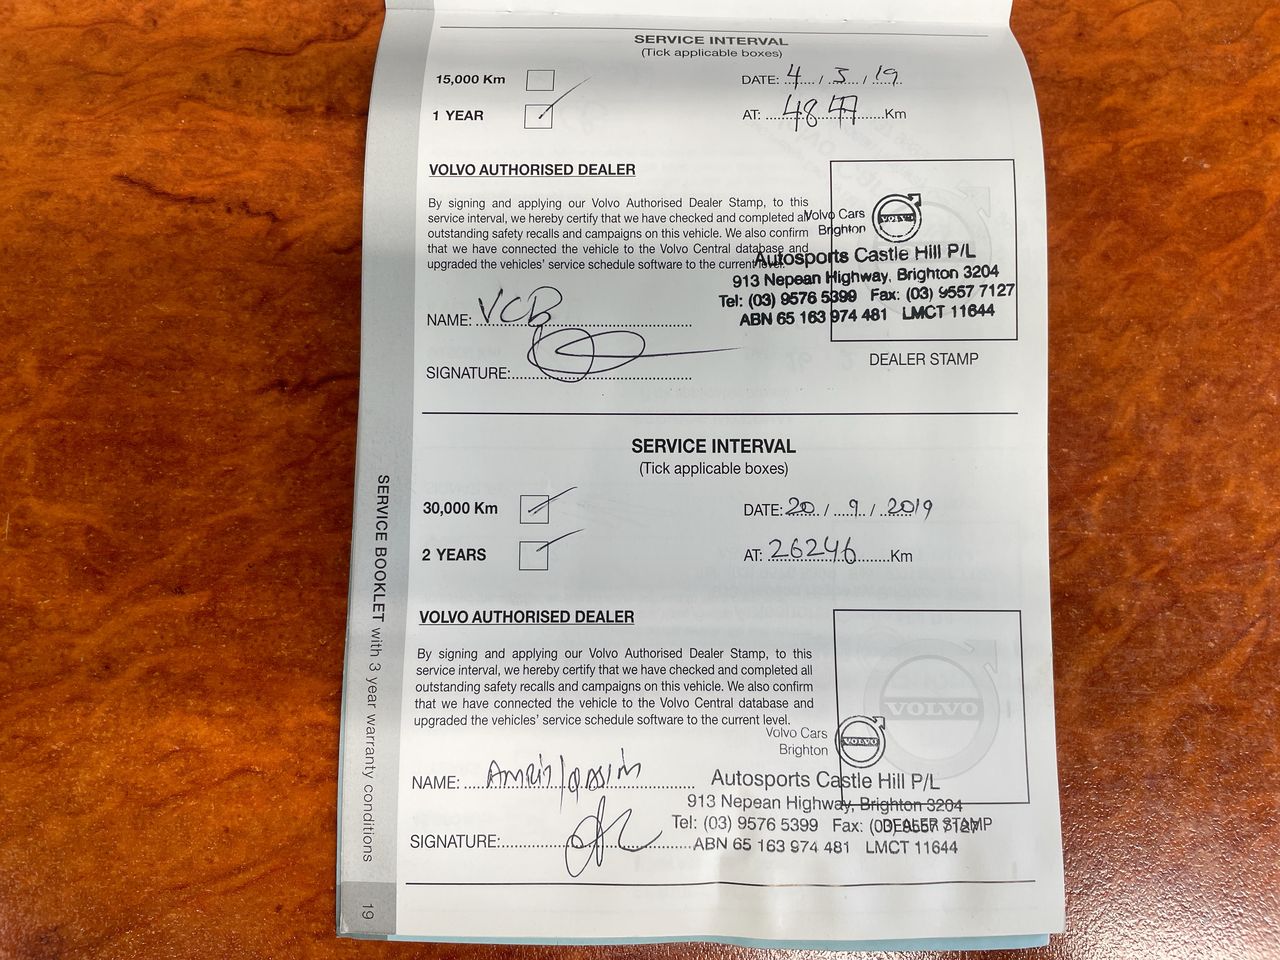 SERVICE INTERVAL
(Tick applicable boxes)
15,000 Km
DATE: 4 / 3 / 19
1 YEAR
AT: 4877 Km
VOLVO AUTHORISED DEALER
By signing and applying our Volvo Authorised Dealer Stamp, to this
service interval, we hereby certify that we have checked and completed all
outstanding safety recalls and campaigns on this vehicle. We also confirm
that we have connected the vehicle to the Volvo Central database and
upgraded the vehicles' service schedule software to the current level.
Volvo Cars
Brighton
VOLVO
Autosports Castle Hill P/L
913 Nepean Highway, Brighton 3204
Tel: (03) 9576 5399 Fax: (03) 9557 7127
ABN 65 163 974 481 LMCT 11644
NAME: VCB
SIGNATURE:
DEALER STAMP
SERVICE INTERVAL
(Tick applicable boxes)
30,000 Km
DATE: 20 / 9 / 2019
2 YEARS
AT: 26246 Km
VOLVO AUTHORISED DEALER
By signing and applying our Volvo Authorised Dealer Stamp, to this
service interval, we hereby certify that we have checked and completed all
outstanding safety recalls and campaigns on this vehicle. We also confirm
that we have connected the vehicle to the Volvo Central database and
upgraded the vehicles' service schedule software to the current level.
VOLVO
Volvo Cars
Brighton
VOLVO
NAME:
Autosports Castle Hill P/L
913 Nepean Highway, Brighton 3204
Tel: (03) 9576 5399 Fax: (03) 9557 7127
DEALER STAMP
SIGNATURE:
ABN 65 163 974 481 LMCT 11644
SERVICE BOOKLET with 3 year warranty conditions
19